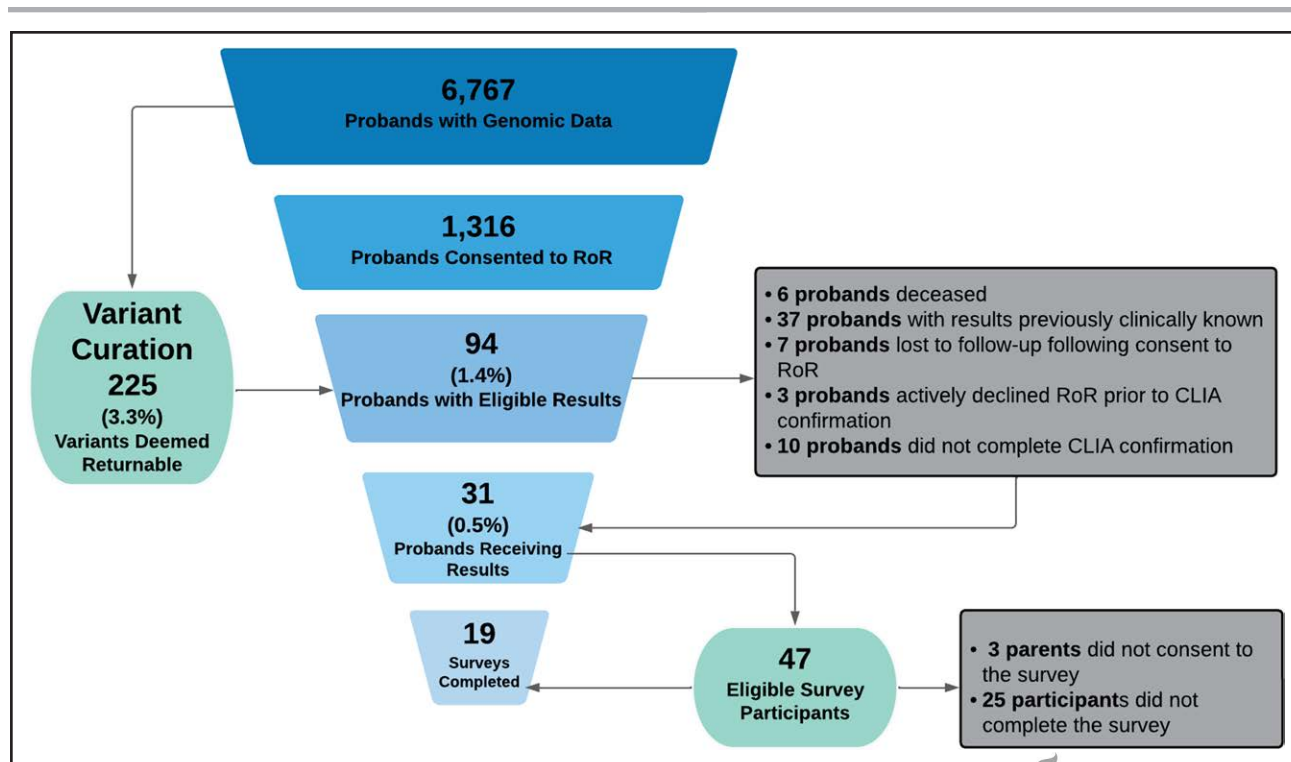 6,767
Probands with Genomic Data
1,316
Probands Consented to RoR
Variant
Curation
225
(3.3%)
Variants Deemed
Returnable
94
(1.4%)
Probands with Eligible Results
• 6 probands deceased
• 37 probands with results previously clinically known
• 7 probands lost to follow-up following consent to
RoR
• 3 probands actively declined RoR prior to CLIA
confirmation
• 10 probands did not complete CLIA confirmation
31
(0.5%)
Probands Receiving
Results
19
Surveys
Completed
47
Eligible Survey
Participants
• 3 parents did not consent to
the survey
• 25 participants did not
complete the survey